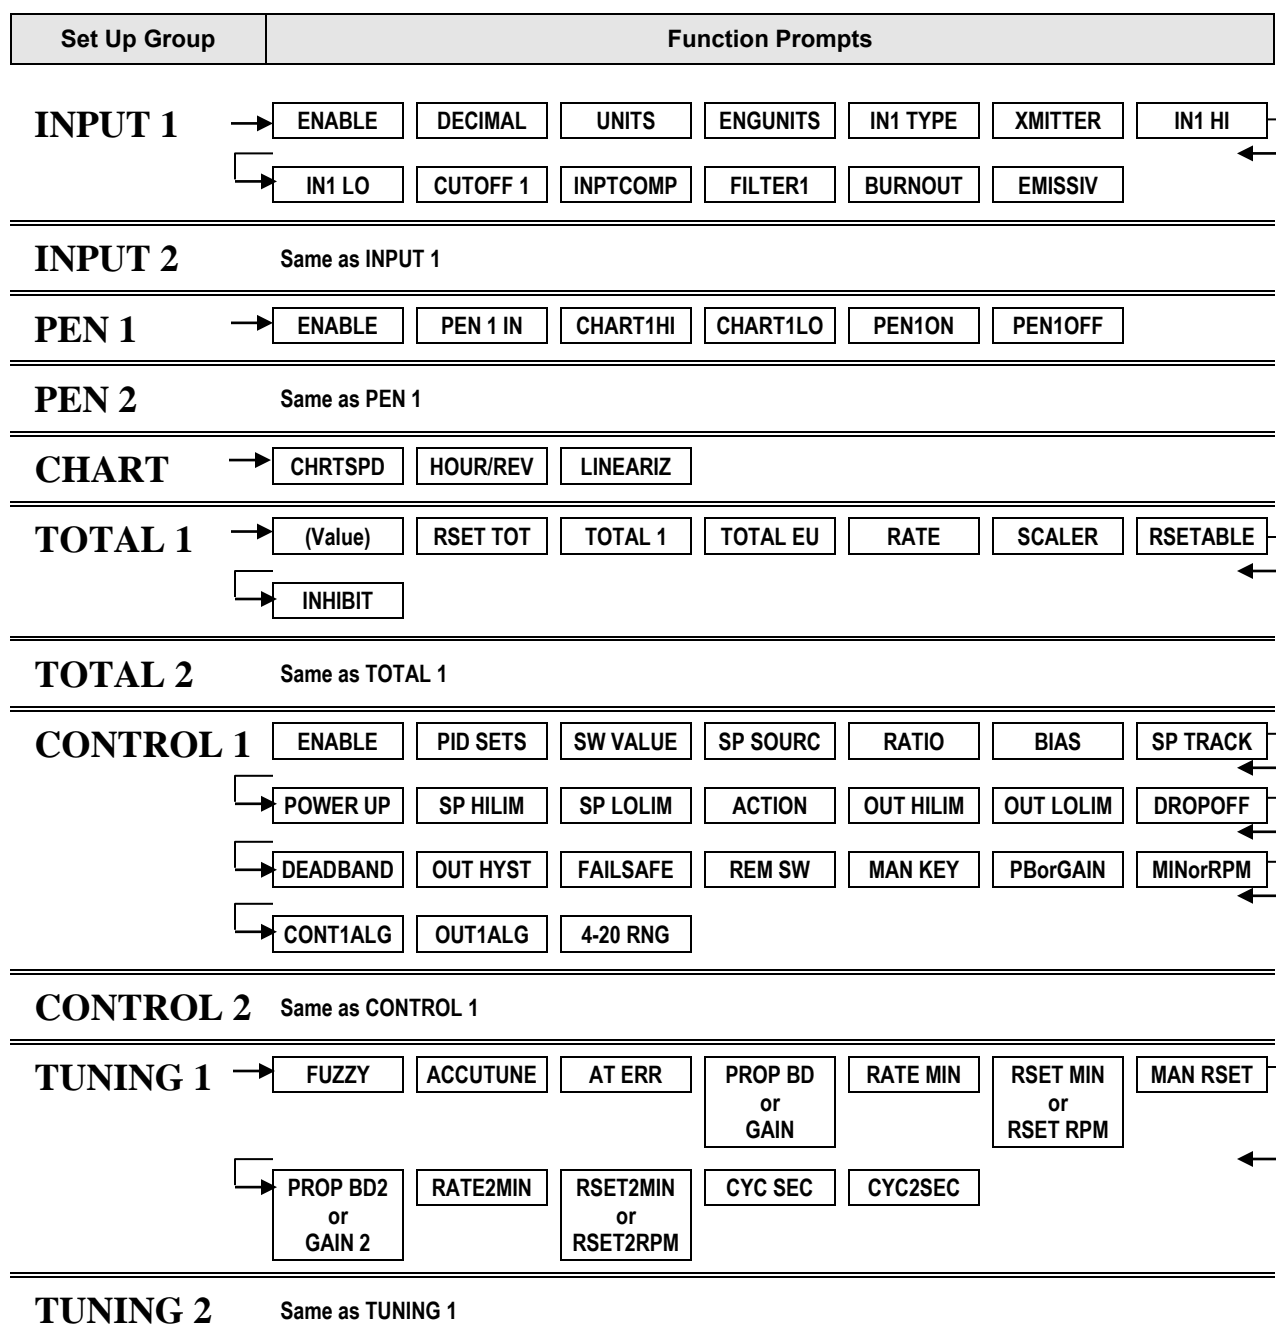 Set Up Group Function Prompts
INPUT 1 ENABLE DECIMAL UNITS ENGUNITS IN1 TYPE XMITTER IN1 HI
IN1 LO CUTOFF 1 INPTCOMP FILTER1 BURNOUT EMISSIV
INPUT 2 Same as INPUT 1
PEN 1 ENABLE PEN 1 IN CHART1HI CHART1LO PEN1ON PEN1OFF
PEN 2 Same as PEN 1
CHART CHRTSPD HOUR/REV LINEARIZ
TOTAL 1 (Value) RSET TOT TOTAL 1 TOTAL EU RATE SCALER RSETABLE
INHIBIT
TOTAL 2 Same as TOTAL 1
CONTROL 1 ENABLE PID SETS SW VALUE SP SOURC RATIO BIAS SP TRACK
POWER UP SP HILIM SP LOLIM ACTION OUT HILIM OUT LOLIM DROPOFF
DEADBAND OUT HYST FAILSAFE REM SW MAN KEY PBorGAIN MINorRPM
CONT1ALG OUT1ALG 4-20 RNG
CONTROL 2 Same as CONTROL 1
TUNING 1 FUZZY ACCUTUNE AT ERR PROP BD RATE MIN RSET MIN MAN RSET
or or
GAIN RSET RPM
PROP BD2 RATE2MIN RSET2MIN CYC SEC CYC2SEC
or or
GAIN 2 RSET2RPM
TUNING 2 Same as TUNING 1